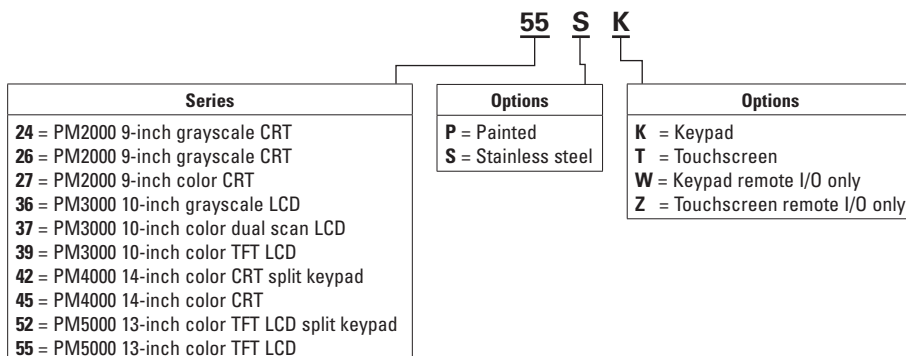 55 S K
Series
24 = PM2000 9-inch grayscale CRT
26 = PM2000 9-inch grayscale CRT
27 = PM2000 9-inch color CRT
36 = PM3000 10-inch grayscale LCD
37 = PM3000 10-inch color dual scan LCD
39 = PM3000 10-inch color TFT LCD
42 = PM4000 14-inch color CRT split keypad
45 = PM4000 14-inch color CRT
52 = PM5000 13-inch color TFT LCD split keypad
55 = PM5000 13-inch color TFT LCD
Options
P = Painted
S = Stainless steel
Options
K = Keypad
T = Touchscreen
W = Keypad remote I/O only
Z = Touchscreen remote I/O only